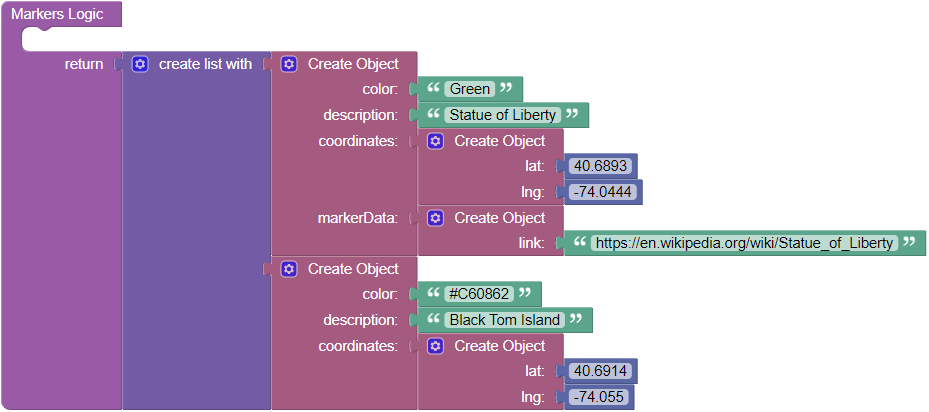 Markers Logic
return create list with Create Object
color: “ Green ”
description: “ Statue of Liberty ”
coordinates: Create Object
lat: 40.6893
lng: -74.0444
markerData: Create Object
link: “ https://en.wikipedia.org/wiki/Statue_of_Liberty ”
Create Object
color: “ #C60862 ”
description: “ Black Tom Island ”
coordinates: Create Object
lat: 40.6914
lng: -74.055